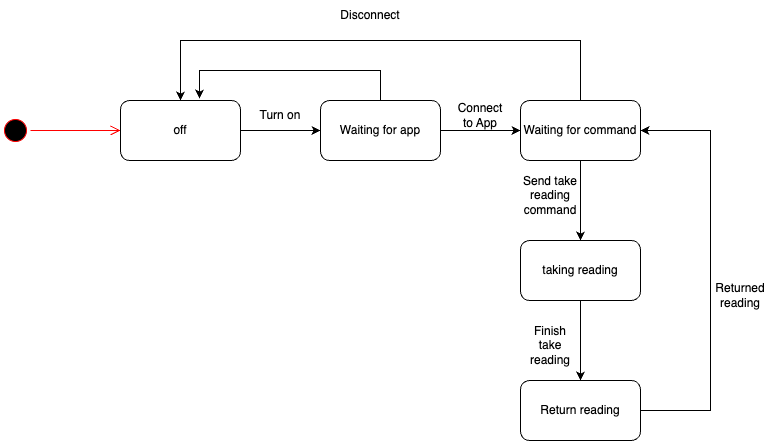 Disconnect
off
Turn on
Waiting for app
Connect
to App
Waiting for command
Send take
reading
command
taking reading
Returned
reading
Finish
take
reading
Return reading